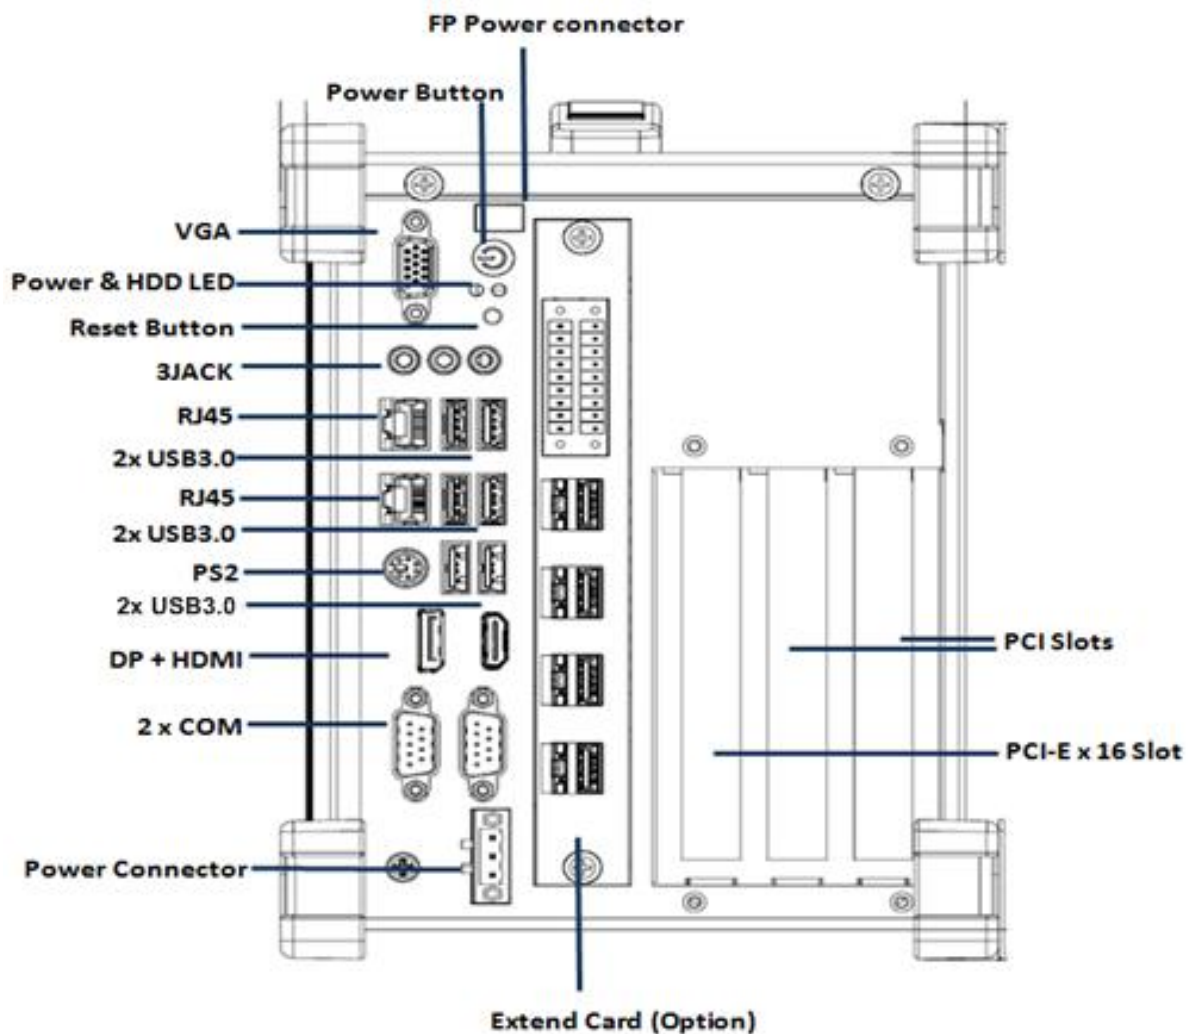 FP Power connector
Power Button
VGA
Power & HDD LED
Reset Button
3JACK
RJ45
2x USB3.0
RJ45
2x USB3.0
PS2
2x USB3.0
DP + HDMI
PCI Slots
2 x COM
PCI-E x 16 Slot
Power Connector
Extend Card (Option)